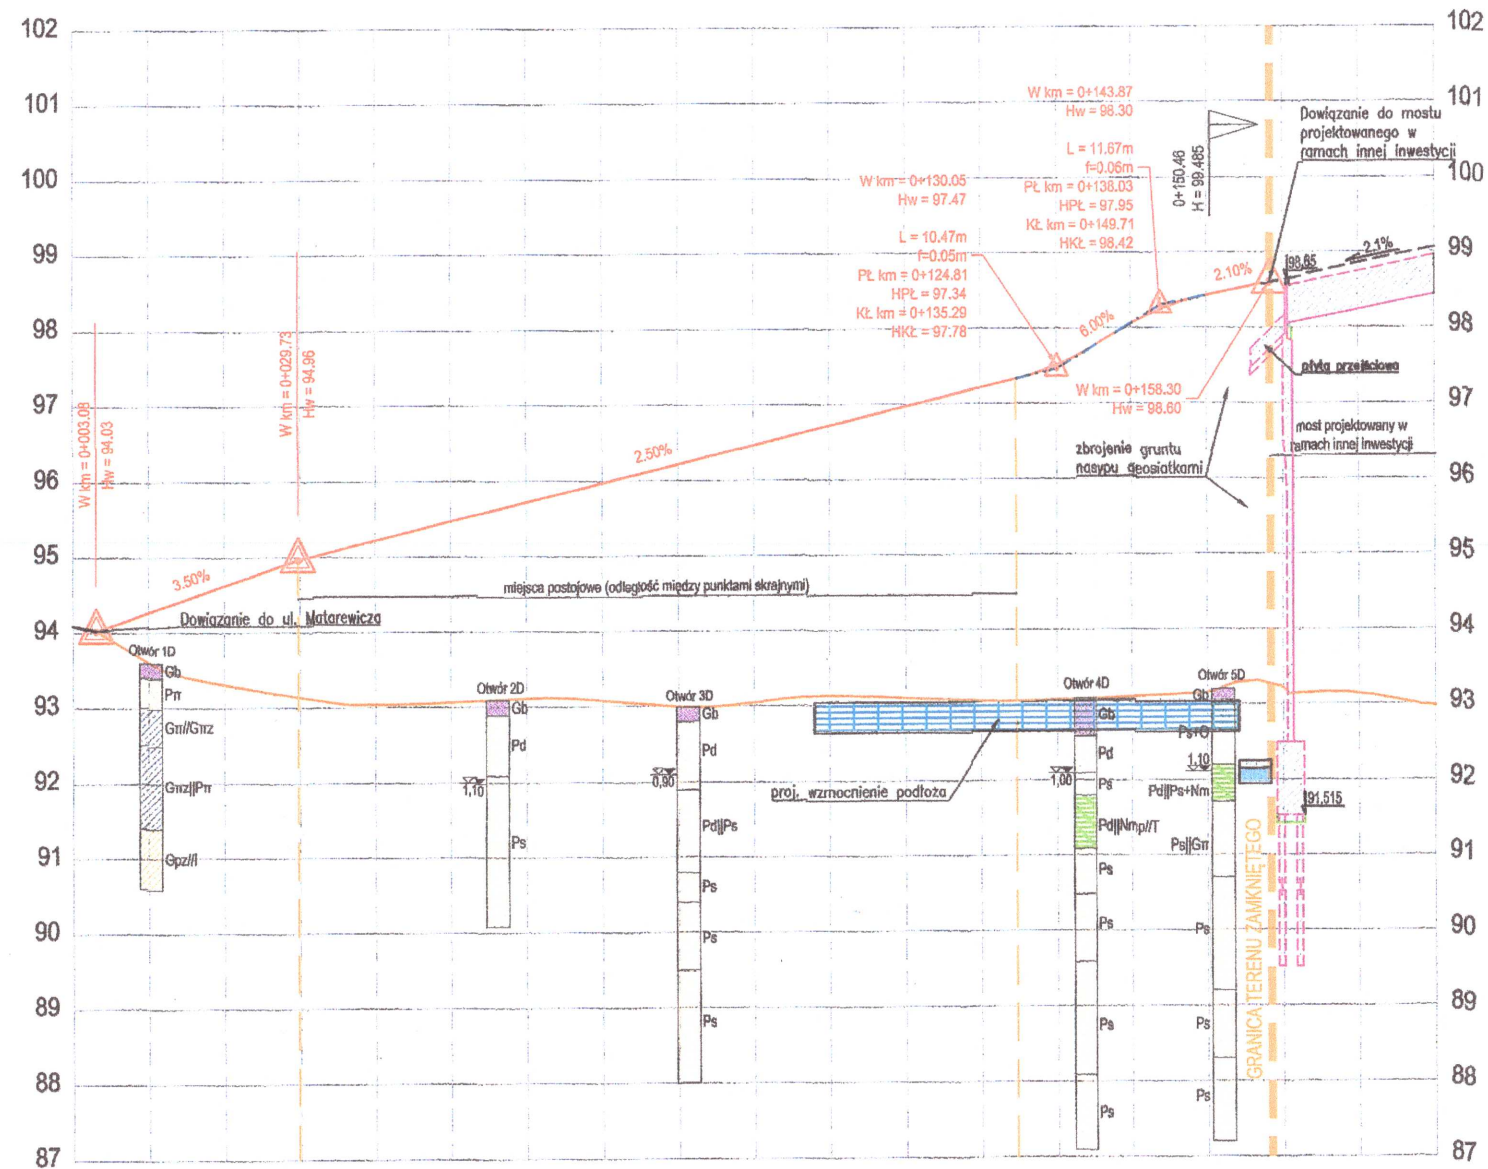 102
101
100
99
98
97
96
95
94
93
92
91
90
89
88
87
102
101
100
99
98
97
96
95
94
93
92
91
90
89
88
87
W km = 0+003.08
Hw = 94.03
W km = 0+029.73
Hw = 94.96
3.50%
2.50%
Dowiązanie do ul. Matarewicza
miejsca postojowe (odległość między punktami skrajnymi)
W km = 0+130.05
Hw = 97.47
L = 10.47m
f=0.05m
PŁ km = 0+124.81
HPŁ = 97.34
KŁ km = 0+135.29
HKŁ = 97.78
W km = 0+143.87
Hw = 98.30
L = 11.67m
f=0.06m
PŁ km = 0+138.03
HPŁ = 97.95
KŁ km = 0+149.71
HKŁ = 98.42
6.00%
2.10%
0+150.46
H = 99.485
Dowiązanie do mostu
projektowanego w
ramach innej inwestycji
2.1%
98,65
płyta przejściowa
W km = 0+158.30
Hw = 98.60
most projektowany w
ramach innej inwestycji
zbrojenie gruntu
nasypu geosiatkami
Otwór 1D
Gb
Pπ
Gπ//Gπz
Gπz||Pπ
Gpz//I
Otwór 2D
Gb
Pd
1,10
Ps
Otwór 3D
Gb
Pd
0,90
Pd||Ps
Ps
Ps
Ps
proj. wzmocnienie podłoża
Otwór 4D
Gb
Pd
1,00
Ps
Pd||Nmp//T
Ps
Ps
Ps
Ps
Otwór 5D
Gb
Ps+O
1,10
Pd||Ps+Nm
Ps||Gπ
Ps
Ps
Ps
91,515
GRANICA TERENU ZAMKNIĘTEGO